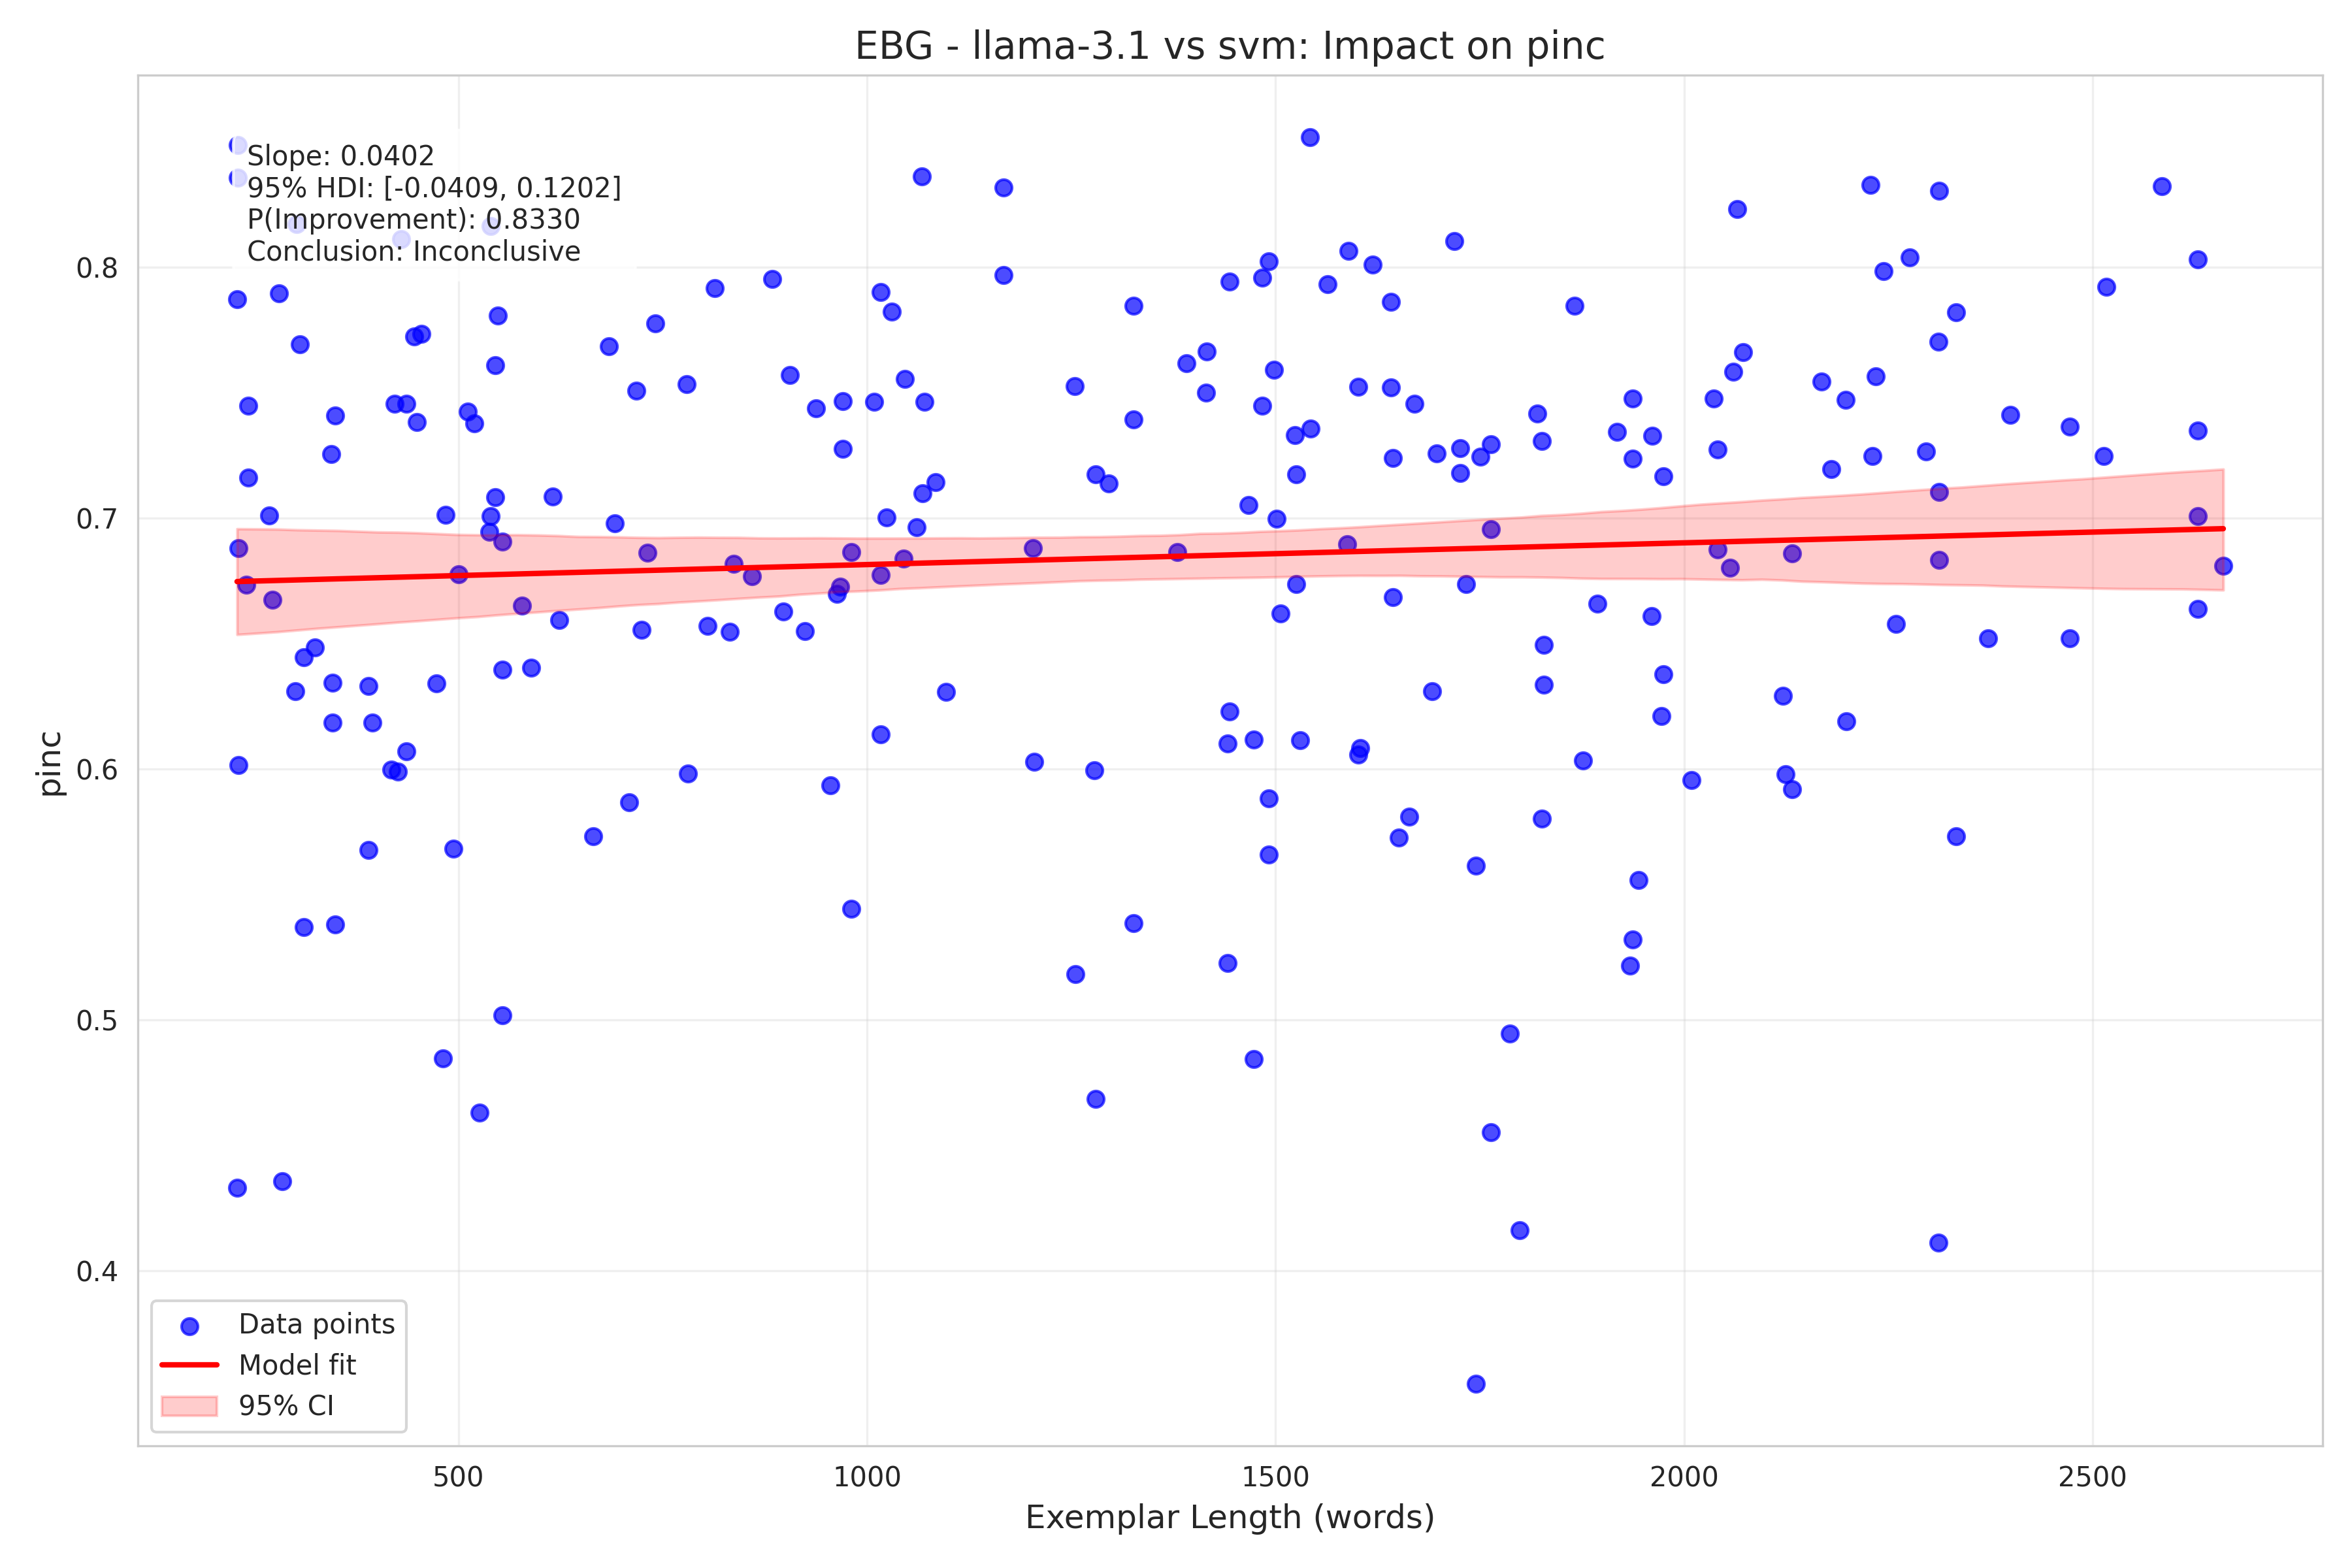 EBG - llama-3.1 vs svm: Impact on pinc
Slope: 0.0402
95% HDI: [-0.0409, 0.1202]
P(Improvement): 0.8330
Conclusion: Inconclusive
0.8
0.7
0.6
0.5
0.4
pinc
Data points
Model fit
95% CI
500
1000
1500
2000
2500
Exemplar Length (words)